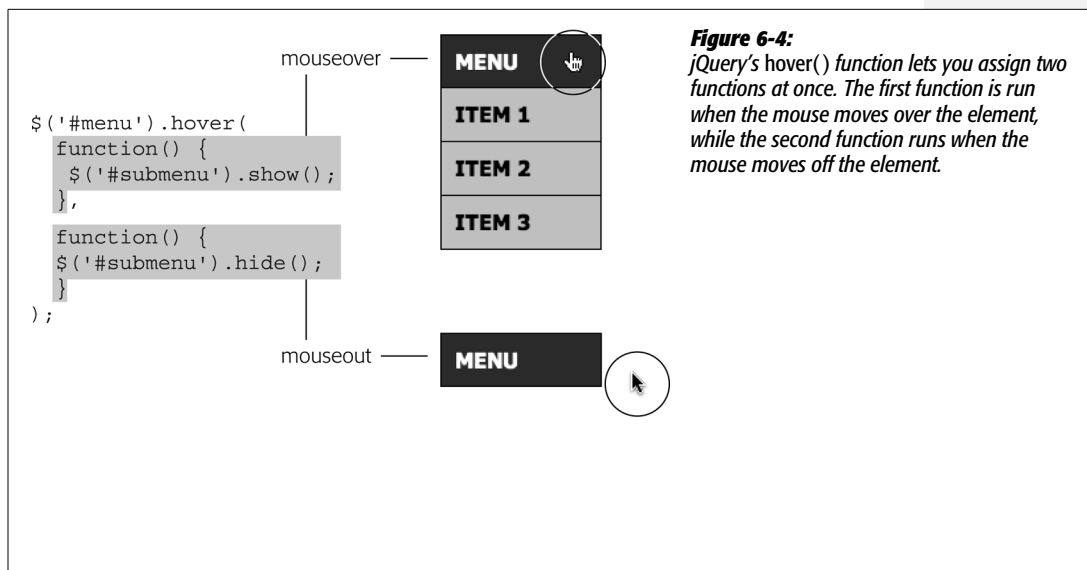 mouseover
$('#menu').hover(
function() {
$('#submenu').show();
},
function() {
$('#submenu').hide();
}
);
mouseout
MENU
ITEM 1
ITEM 2
ITEM 3
MENU
Figure 6-4:
jQuery's hover() function lets you assign two
functions at once. The first function is run
when the mouse moves over the element,
while the second function runs when the
mouse moves off the element.